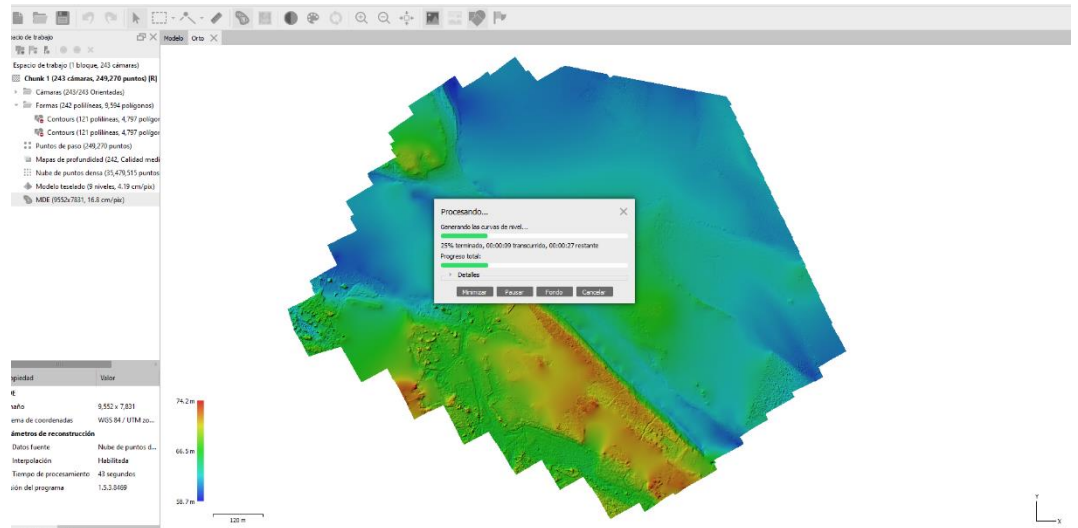 Modelo Orto
Espacio de trabajo (1 bloque, 243 cámaras)
Chunk 1 (243 cámaras, 249,270 puntos) [R]
Cámaras (243/243 Orientadas)
Formas (242 polilíneas, 9,594 polígonos)
Contours (121 polilíneas, 4,797 polígo
Contours (121 polilíneas, 4,797 polígo
Puntos de paso (249,270 puntos)
Mapas de profundidad (242, Calidad medi
Nube de puntos densa (35,479,515 puntos
Modelo teselado (9 niveles, 4.19 cm/pix)
MDE (9552x7831, 16.8 cm/pix)
Procesando...
Generando las curvas de nivel...
25% terminado, 00:00:09 transcurrido, 00:00:27 restante
Progreso total:
Detalles
Minimizar Pausar Fondo Cancelar
Valor
9,552 x 7,831
WGS 84 / UTM zo...
Datos fuente Nube de puntos d...
Interpolación Habilitada
Tiempo de procesamiento 43 segundos
1.5.3.8469
74.2 m
66.5 m
58.7 m
120 m
Y
X